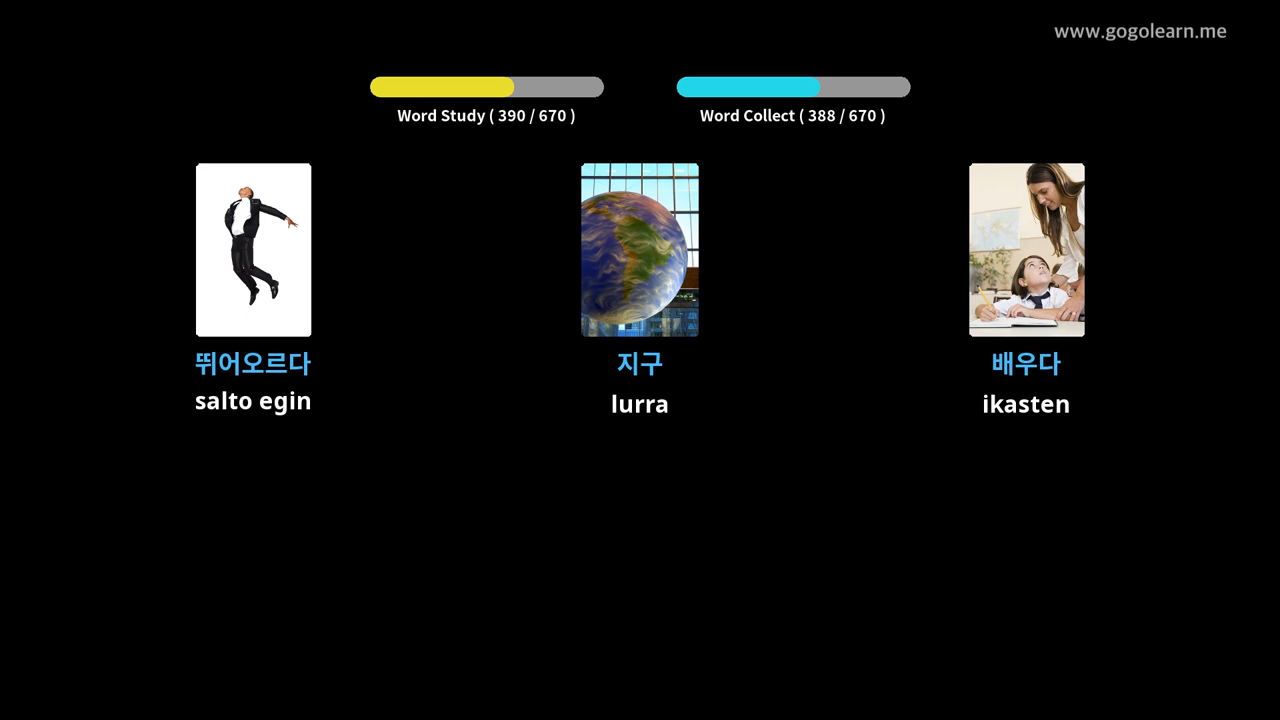 www.gogolearn.me
Word Study ( 390 / 670 )
Word Collect ( 388 / 670 )
뛰어오르다
salto egin
지구
lurra
배우다
ikasten